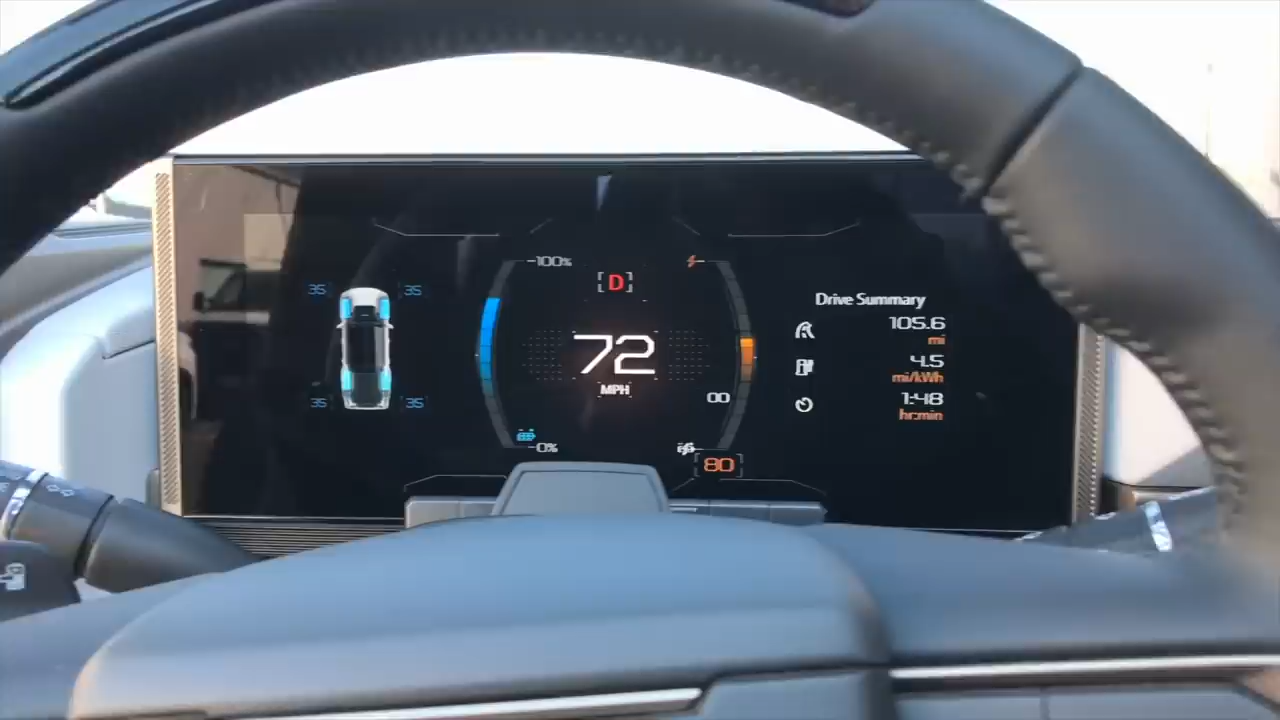 100%
D
35 35
Drive Summary
105.6
mi
72
MPH
4.5
mi/kWh
00
1:48
hr:min
35 35
0%
80